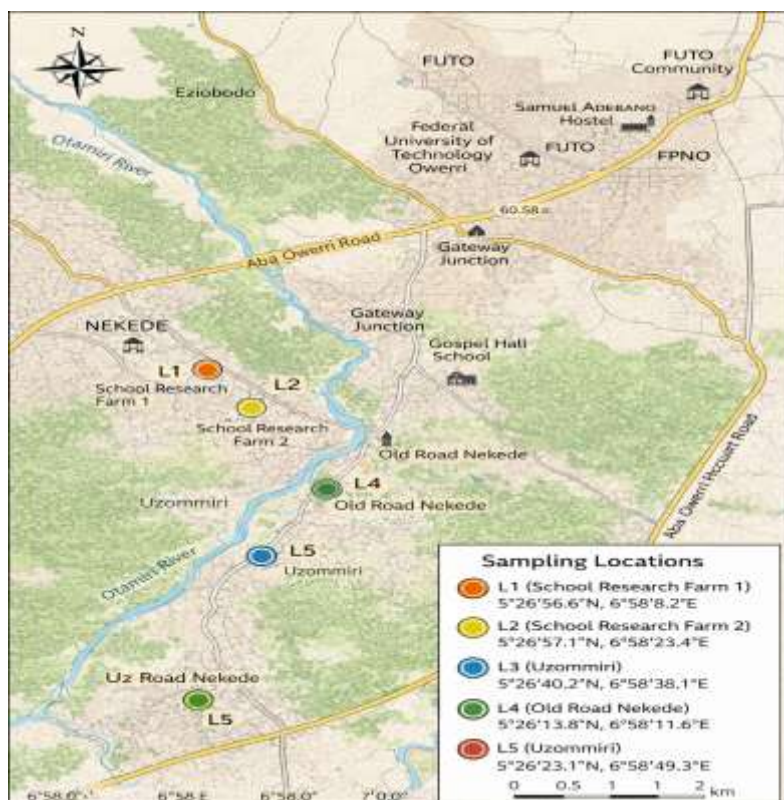 N
FUTO
FUTO
Community
Eziobodo
Samuel ADEBANO
Hostel
Federal
University of
Technology
Owerri
FUTO
FPNO
Otamiri River
60.58
Aba Owerri Road
Gateway
Junction
Gateway
Junction
NEKEDE
Gospel Hall
School
L1
School Research
Farm 1
L2
School Research
Farm 2
Old Road Nekede
Aba Owerri Road
Uzommiri
L4
Old Road Nekede
Otamiri River
L5
Uzommiri
Uz Road Nekede
L5
Sampling Locations
L1 (School Research Farm 1)
5°26'56.6"N, 6°58'8.2"E
L2 (School Research Farm 2)
5°26'57.1"N, 6°58'23.4"E
L3 (Uzommiri)
5°26'40.2"N, 6°58'38.1"E
L4 (Old Road Nekede)
5°26'13.8"N, 6°58'11.6"E
L5 (Uzommiri)
5°26'23.1"N, 6°58'49.3"E
0 0.5 1 1 2 km
6°58 E
6°58.0"